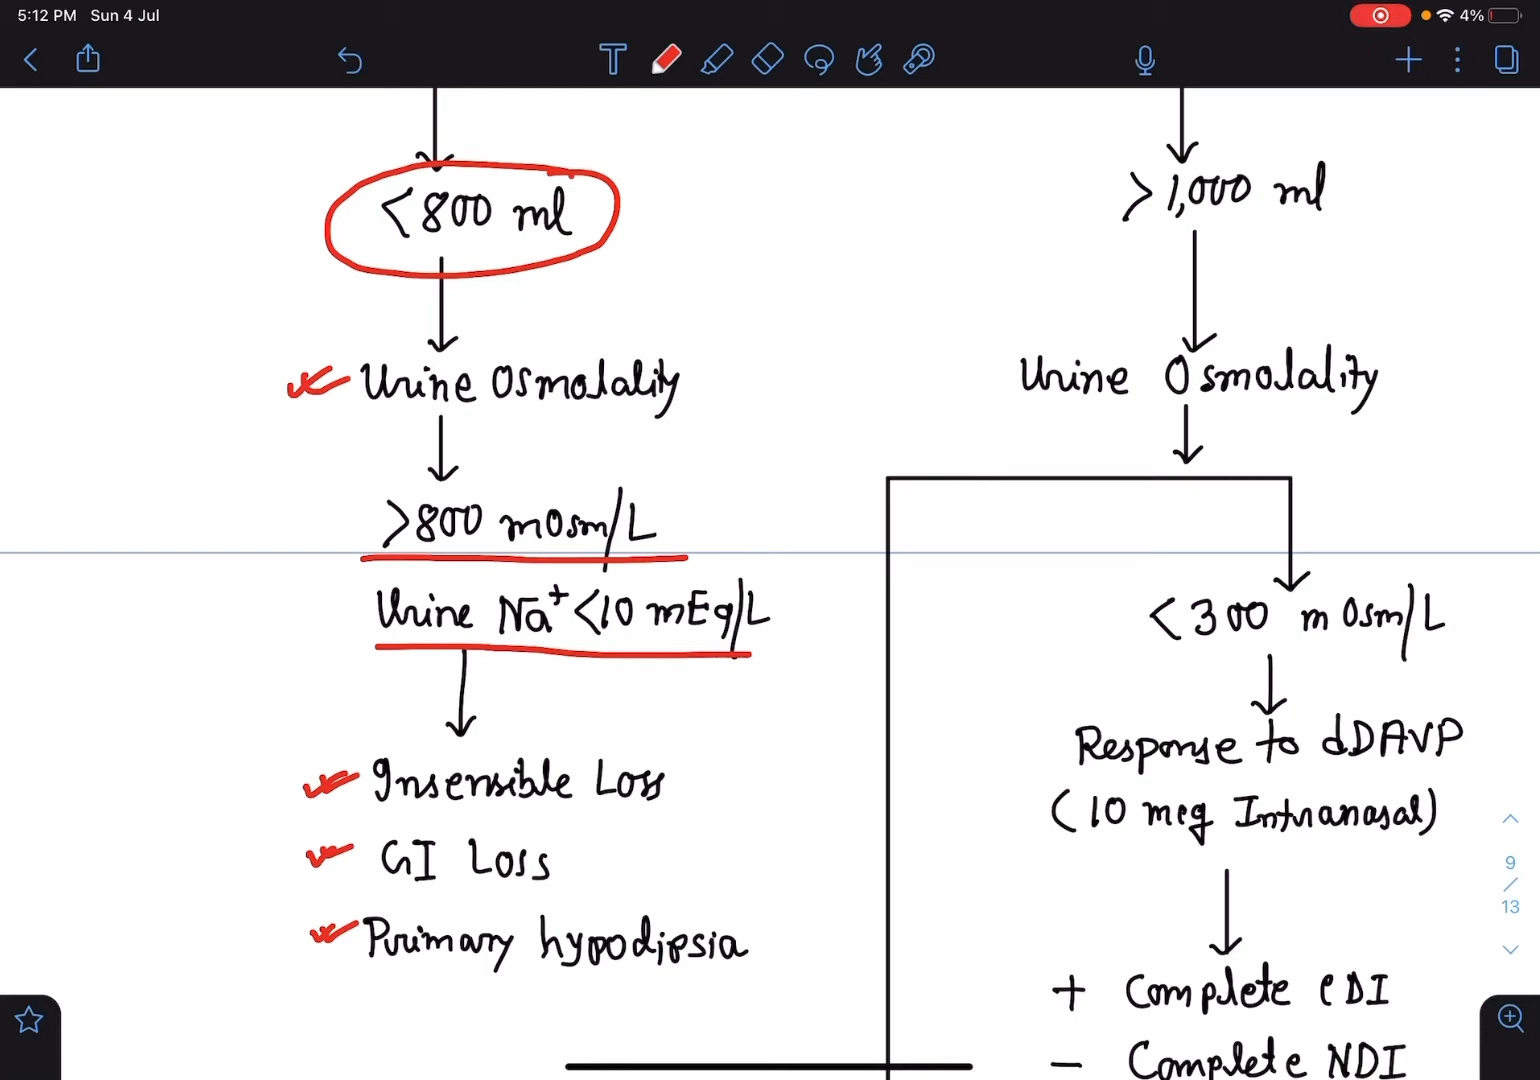 5:12 PM Sun 4 Jul
4%
<800 ml
Urine Osmolality
>800 mOsm/L
Urine Na+ <10 mEq/L
Insensible Loss
GI Loss
Primary hypodipsia
>1,000 ml
Urine Osmolality
<300 mOsm/L
Response to dDAVP
(10 mcg Intranasal)
+ Complete CDI
- Complete NDI
9
/
13